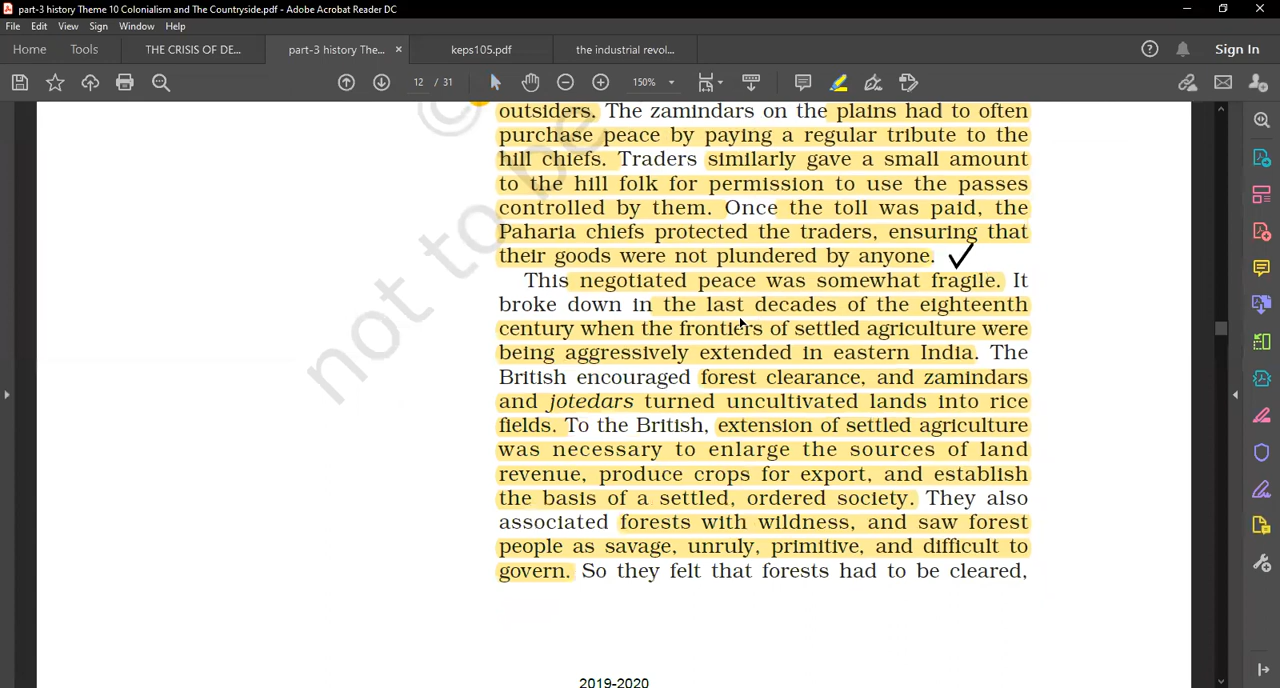 part-3 history Theme 10 Colonialism and The Countryside.pdf - Adobe Acrobat Reader DC
File Edit View Sign Window Help
Home Tools THE CRISIS OF DE... part-3 history The... × keps105.pdf the industrial revol... Sign In
12 / 31 150%
outsiders. The zamindars on the plains had to often
purchase peace by paying a regular tribute to the
hill chiefs. Traders similarly gave a small amount
to the hill folk for permission to use the passes
controlled by them. Once the toll was paid, the
Paharia chiefs protected the traders, ensuring that
their goods were not plundered by anyone.
This negotiated peace was somewhat fragile. It
broke down in the last decades of the eighteenth
century when the frontiers of settled agriculture were
being aggressively extended in eastern India. The
British encouraged forest clearance, and zamindars
and jotedars turned uncultivated lands into rice
fields. To the British, extension of settled agriculture
was necessary to enlarge the sources of land
revenue, produce crops for export, and establish
the basis of a settled, ordered society. They also
associated forests with wildness, and saw forest
people as savage, unruly, primitive, and difficult to
govern. So they felt that forests had to be cleared,
©
not to be
2019-2020